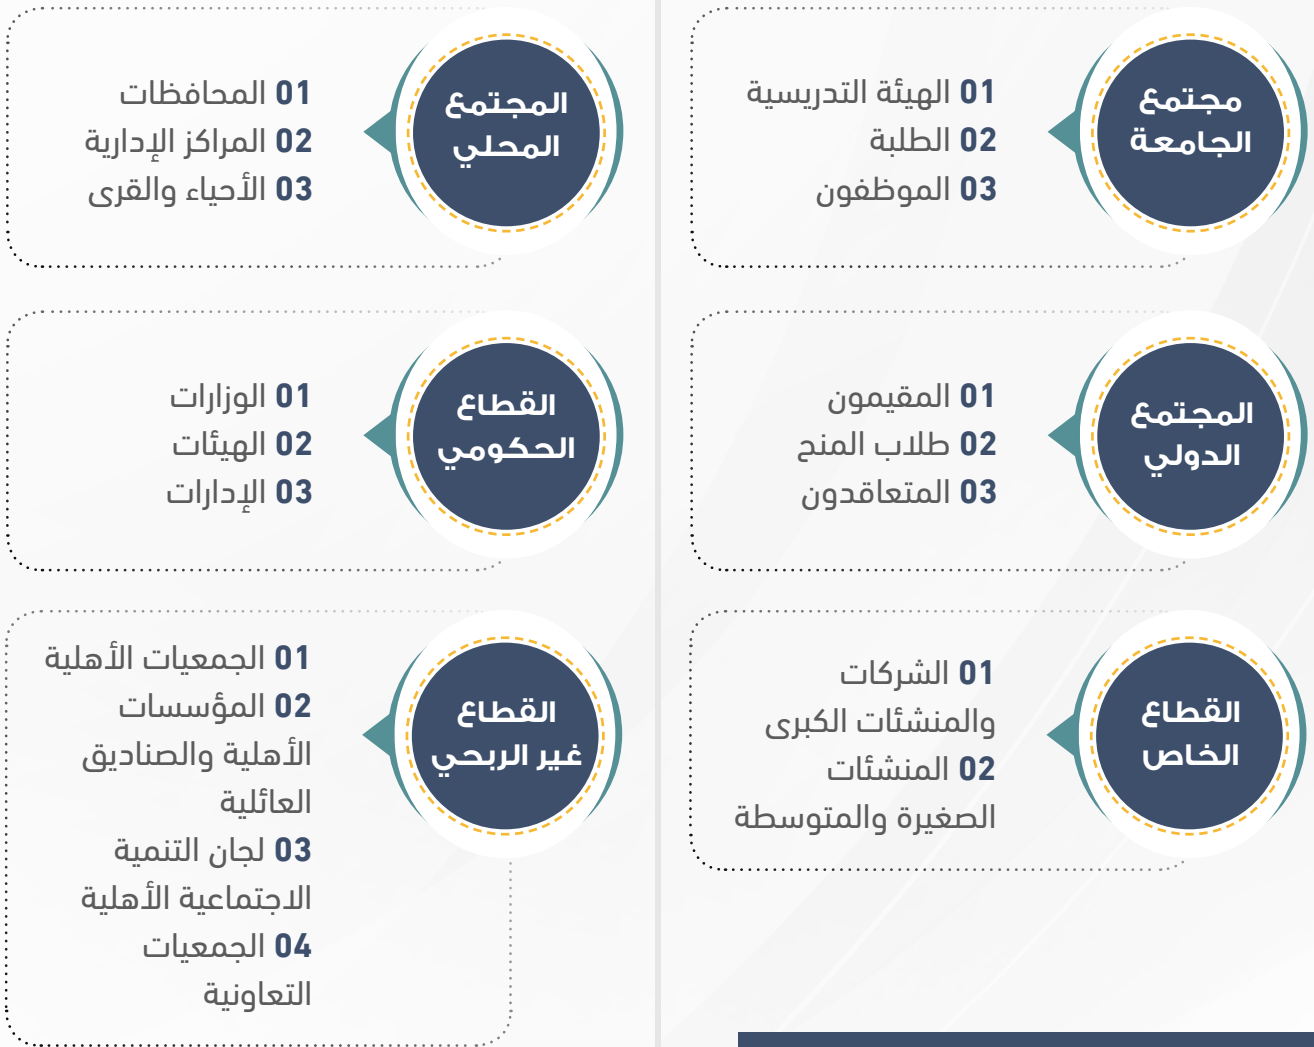 مجتمع
الجامعة
01 الهيئة التدريسية
02 الطلبة
03 الموظفون
المجتمع
المحلي
01 المحافظات
02 المراكز الإدارية
03 الأحياء والقرى
المجتمع
الدولي
01 المقيمون
02 طلاب المنح
03 المتعاقدون
القطاع
الحكومي
01 الوزارات
02 الهيئات
03 الإدارات
القطاع
الخاص
01 الشركات
والمنشئات الكبرى
02 المنشئات
الصغيرة والمتوسطة
القطاع
غير الربحي
01 الجمعيات الأهلية
02 المؤسسات
الأهلية والصناديق
العائلية
03 لجان التنمية
الاجتماعية الأهلية
04 الجمعيات
التعاونية